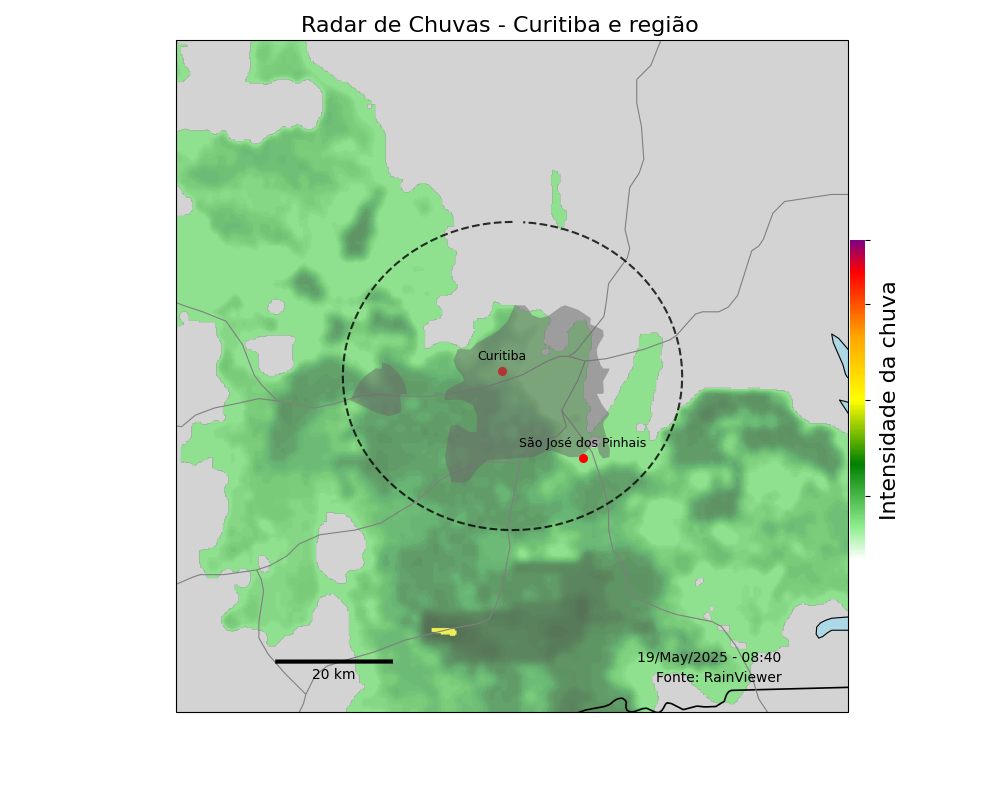 Radar de Chuvas - Curitiba e região
Curitiba
São José dos Pinhais
Intensidade da chuva
19/May/2025 - 08:40
Fonte: RainViewer
20 km